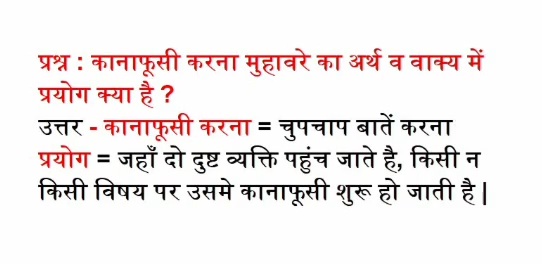 प्रश्न : कानाफूसी करना मुहावरे का अर्थ व वाक्य में
प्रयोग क्या है ?
उत्तर - कानाफूसी करना = चुपचाप बातें करना
प्रयोग = जहाँ दो दुष्ट व्यक्ति पहुंच जाते है, किसी न
किसी विषय पर उसमे कानाफूसी शुरू हो जाती है |